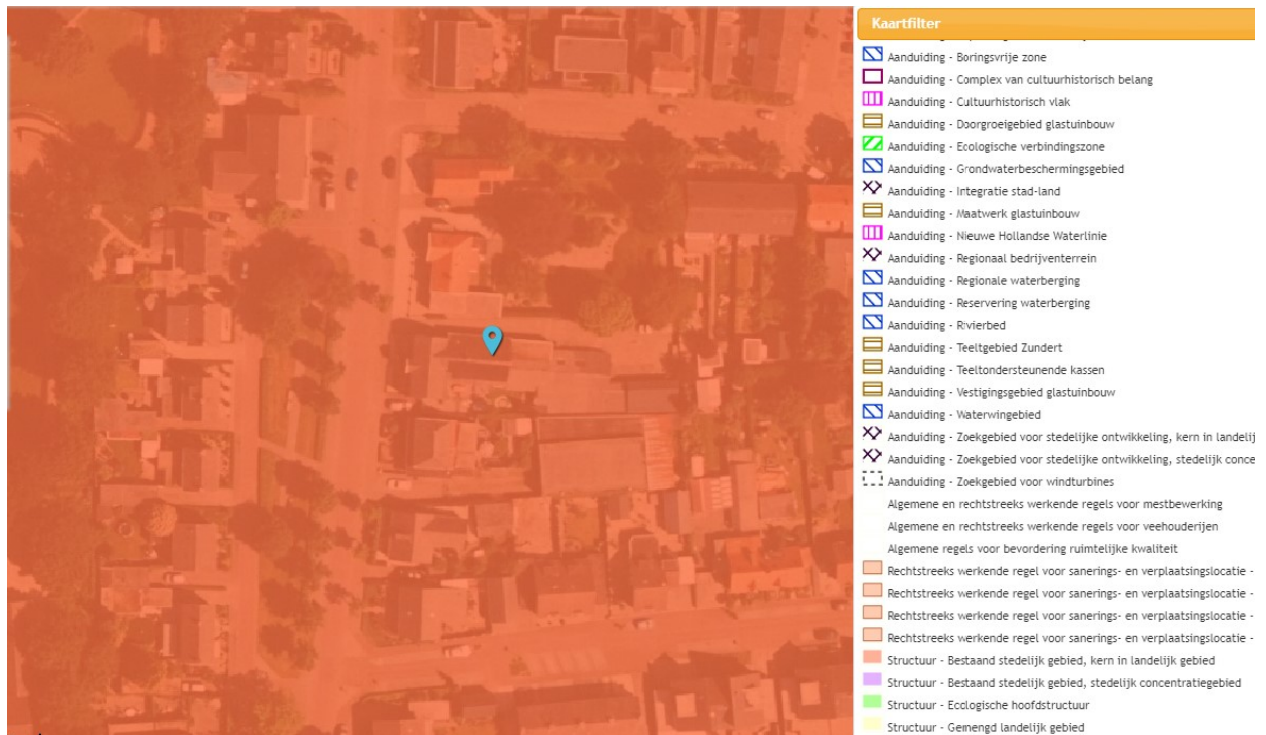 Kaartfilter
Aanduiding - Boringsvrije zone
Aanduiding - Complex van cultuurhistorisch belang
Aanduiding - Cultuurhistorisch vlak
Aanduiding - Doorgroeigebied glastuinbouw
Aanduiding - Ecologische verbindingszone
Aanduiding - Grondwaterbeschermingsgebied
Aanduiding - Integratie stad-land
Aanduiding - Maatwerk glastuinbouw
Aanduiding - Nieuwe Hollandse Waterlinie
Aanduiding - Regionaal bedrijventerrein
Aanduiding - Regionale waterberging
Aanduiding - Reservering waterberging
Aanduiding - Rivierbed
Aanduiding - Teeltgebied Zundert
Aanduiding - Teeltondersteunende kassen
Aanduiding - Vestigingsgebied glastuinbouw
Aanduiding - Waterwingebied
Aanduiding - Zoekgebied voor stedelijke ontwikkeling, kern in landelij
Aanduiding - Zoekgebied voor stedelijke ontwikkeling, stedelijk conce
Aanduiding - Zoekgebied voor windturbines
Algemene en rechtstreeks werkende regels voor mestbewerking
Algemene en rechtstreeks werkende regels voor veehouderijen
Algemene regels voor bevordering ruimtelijke kwaliteit
Rechtstreeks werkende regel voor sanerings- en verplaatsingslocatie -
Rechtstreeks werkende regel voor sanerings- en verplaatsingslocatie -
Rechtstreeks werkende regel voor sanerings- en verplaatsingslocatie -
Rechtstreeks werkende regel voor sanerings- en verplaatsingslocatie -
Structuur - Bestaand stedelijk gebied, kern in landelijk gebied
Structuur - Bestaand stedelijk gebied, stedelijk concentratiegebied
Structuur - Ecologische hoofdstructuur
Structuur - Gemengd landelijk gebied